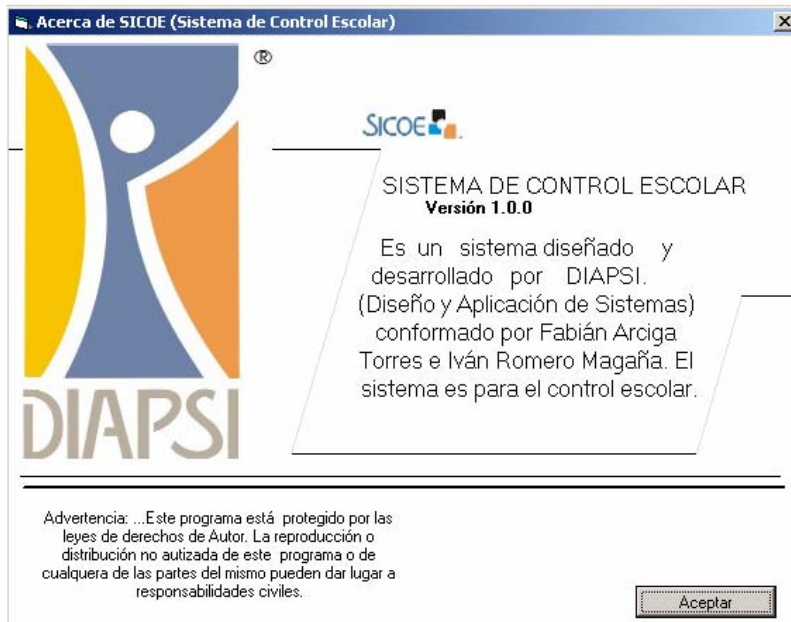 Acerca de SICOE (Sistema de Control Escolar)
®
SICOE
SISTEMA DE CONTROL ESCOLAR
Versión 1.0.0
Es un sistema diseñado y
desarrollado por DIAPSI.
(Diseño y Aplicación de Sistemas)
conformado por Fabián Arciga
Torres e Iván Romero Magaña. El
sistema es para el control escolar.
DIAPSI
Advertencia: ...Este programa está protegido por las
leyes de derechos de Autor. La reproducción o
distribución no autizada de este programa o de
cualquera de las partes del mismo pueden dar lugar a
responsabilidades civiles.
Aceptar